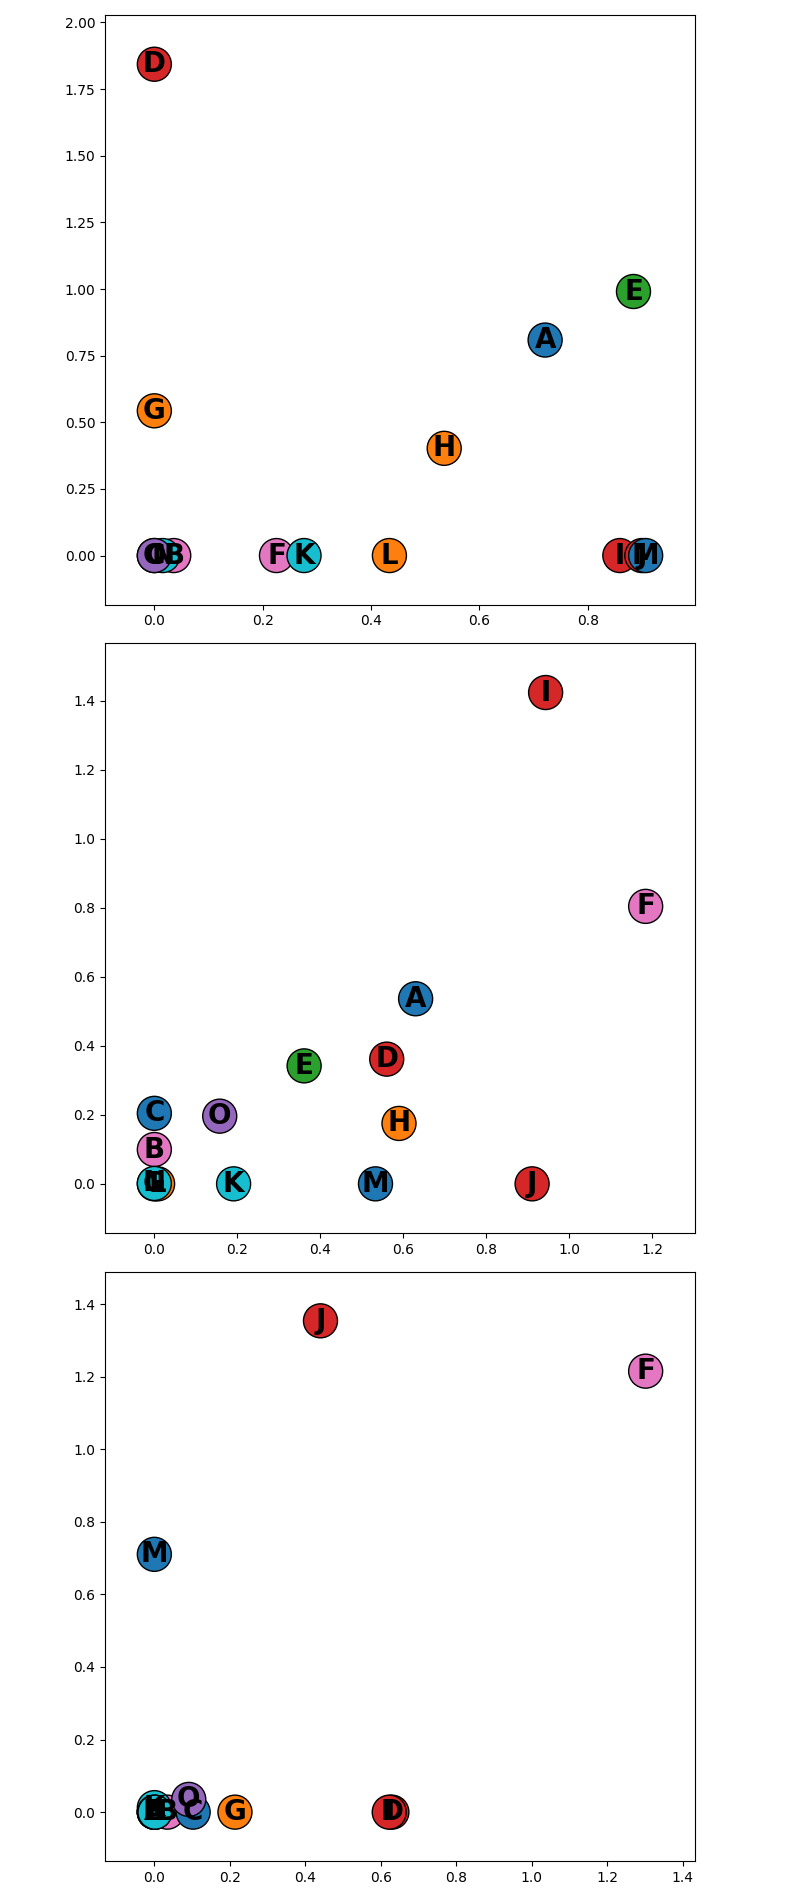 2.00
D
1.75
1.50
1.25
1.00
E
0.75
A
0.50
G
H
0.25
0.00
B F K L I J M
0.0 0.2 0.4 0.6 0.8
I
1.4
1.2
1.0
0.8
F
0.6
A
0.4
E D
0.2
C O H
B
0.0
K M J
0.0 0.2 0.4 0.6 0.8 1.0 1.2
1.4
J
1.2
F
1.0
0.8
M
0.6
0.4
0.2
O
0.0
B C G D
0.0 0.2 0.4 0.6 0.8 1.0 1.2 1.4